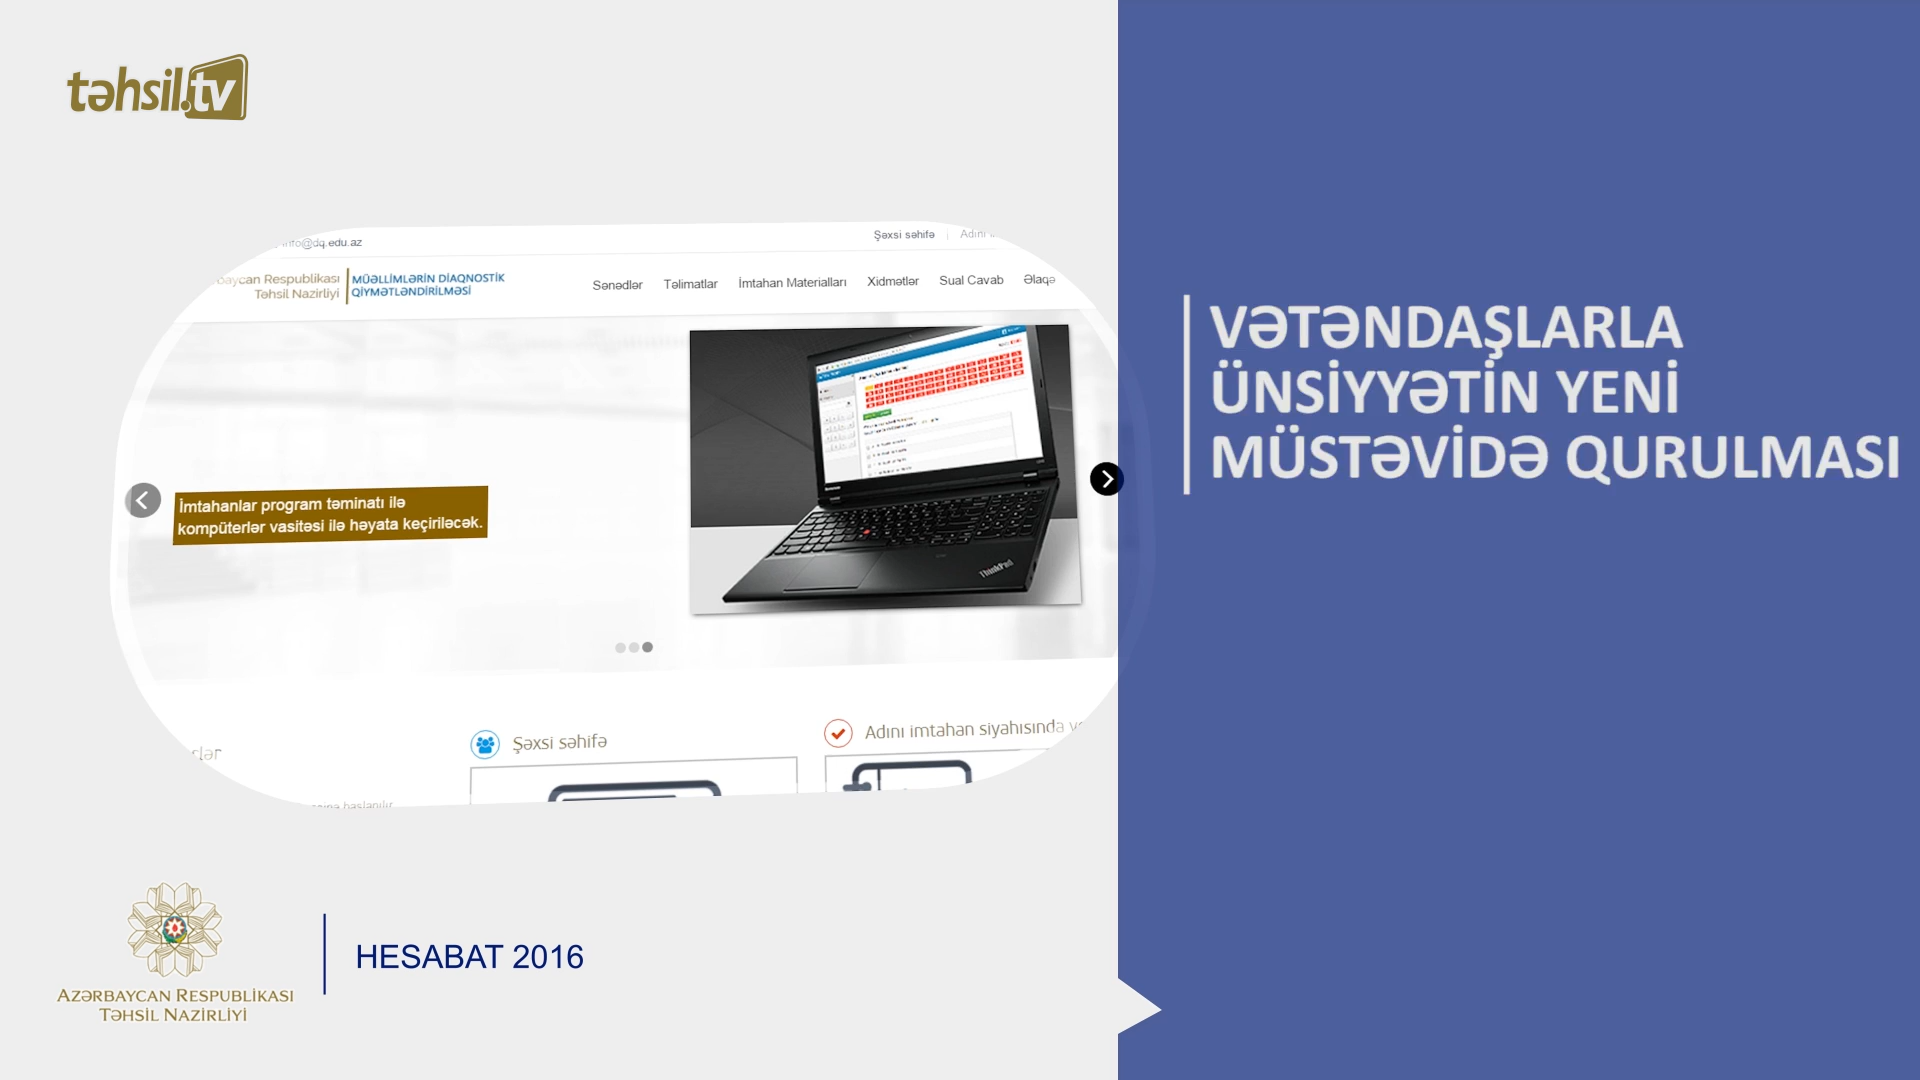 təhsil.tv
info@dq.edu.az
Şəxsi səhifə
Adını
baycan Respublikası
Təhsil Nazirliyi
MÜƏLLİMLƏRİN DİAQNOSTİK
QİYMƏTLƏNDİRİLMƏSİ
Sənədlər Təlimatlar İmtahan Materialları Xidmətlər Sual Cavab Əlaqə
İmtahanlar program təminatı ilə
kompüterlər vasitəsi ilə həyata keçiriləcək.
ThinkPad
Şəxsi səhifə
Adını imtahan siyahısında
VƏTƏNDAŞLARLA
ÜNSİYYƏTİN YENİ
MÜSTƏVİDƏ QURULMASI
AZƏRBAYCAN RESPUBLİKASI
TƏHSİL NAZİRLİYİ
HESABAT 2016